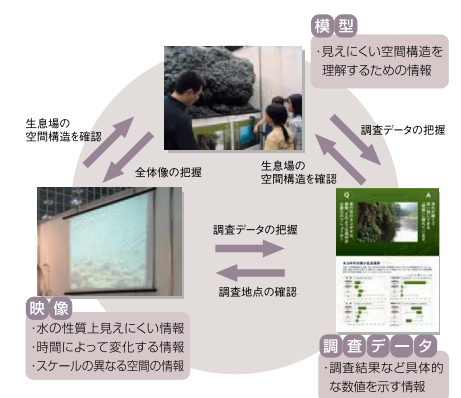 模型
・見えにくい空間構造を
理解するための情報
生息場の
空間構造を確認
調査データの把握
全体像の把握
生息場の
空間構造を確認
調査データの把握
調査地点の確認
Q
A
映像
・水の性質上見えにくい情報
・時間によって変化する情報
・スケールの異なる空間の情報
調査データ
・調査結果など具体的
な数値を示す情報